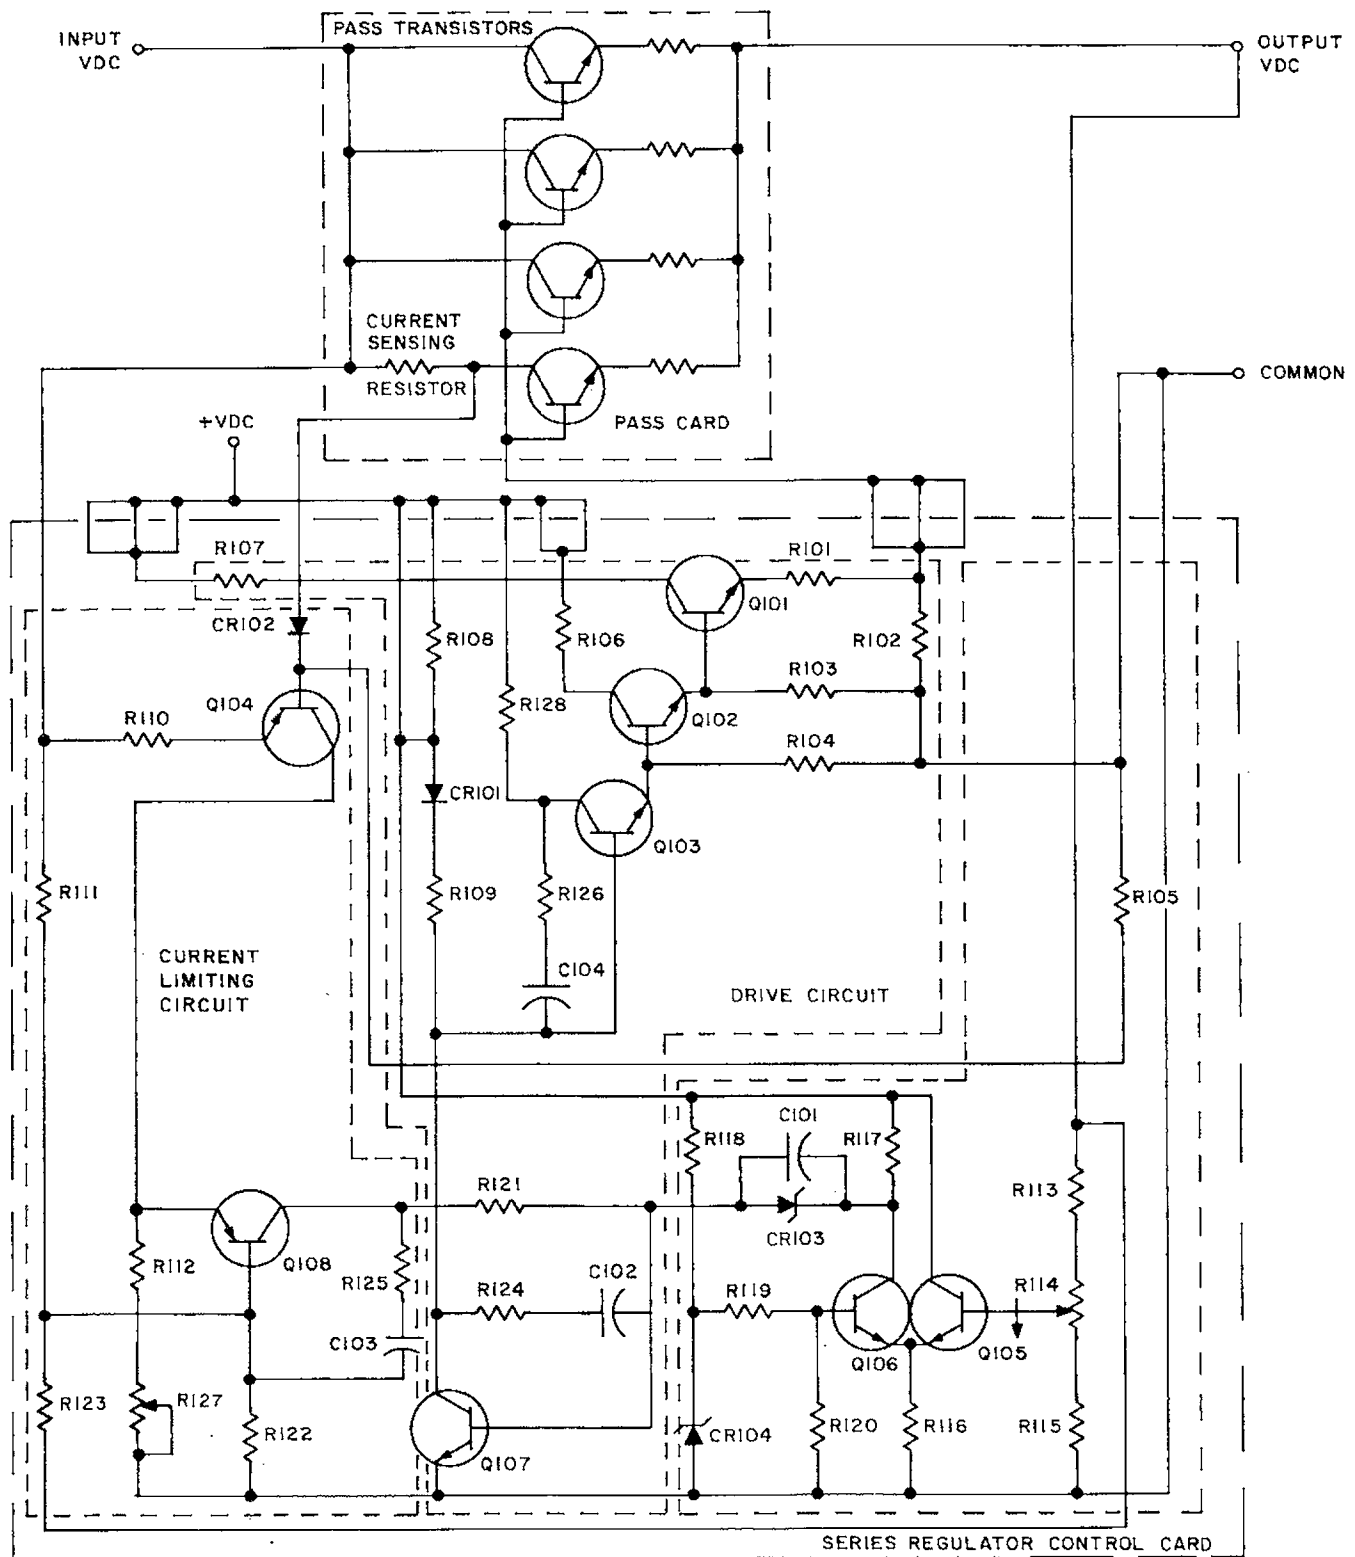 PASS TRANSISTORS
INPUT
VDC
OUTPUT
VDC
CURRENT
SENSING
RESISTOR
COMMON
+VDC
PASS CARD
R107
R101
Q101
CR102
R108
R106
R102
R103
Q104
R128
Q102
R110
R104
CR101
Q103
R111
R109
R126
R105
CURRENT
LIMITING
CIRCUIT
C104
DRIVE CIRCUIT
C101
R118
R117
R121
R113
CR103
R112
Q108
R125
R124
C102
R119
R114
C103
Q106
Q105
R123
R127
R122
CR104
R120
R116
R115
Q107
SERIES REGULATOR CONTROL CARD